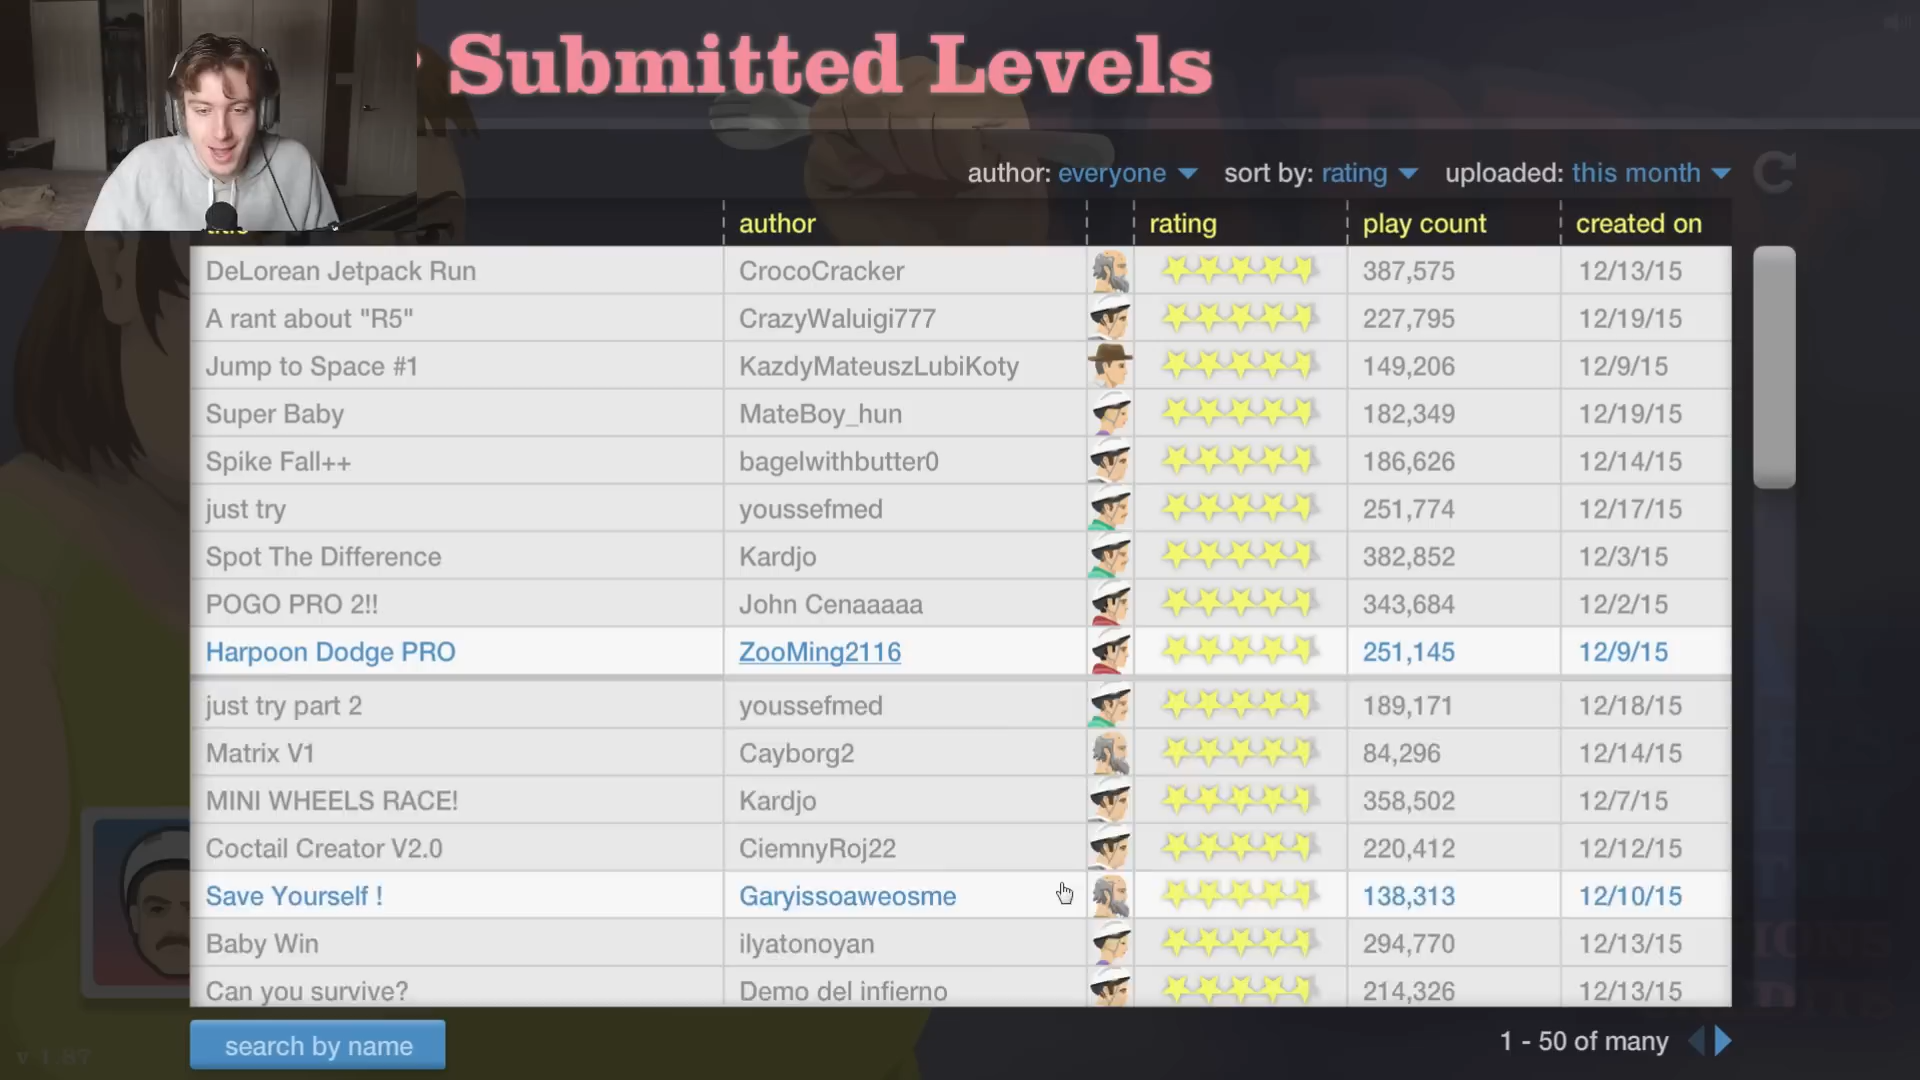 Submitted Levels
author: everyone sort by: rating uploaded: this month
title author rating play count created on
DeLorean Jetpack Run CrocoCracker 387,575 12/13/15
A rant about "R5" CrazyWaluigi777 227,795 12/19/15
Jump to Space #1 KazdyMateuszLubiKoty 149,206 12/9/15
Super Baby MateBoy_hun 182,349 12/19/15
Spike Fall++ bagelwithbutter0 186,626 12/14/15
just try youssefmed 251,774 12/17/15
Spot The Difference Kardjo 382,852 12/3/15
POGO PRO 2!! John Cenaaaaa 343,684 12/2/15
Harpoon Dodge PRO ZooMing2116 251,145 12/9/15
just try part 2 youssefmed 189,171 12/18/15
Matrix V1 Cayborg2 84,296 12/14/15
MINI WHEELS RACE! Kardjo 358,502 12/7/15
Coctail Creator V2.0 CiemnyRoj22 220,412 12/12/15
Save Yourself ! Garyissoaweosme 138,313 12/10/15
Baby Win ilyatonoyan 294,770 12/13/15
Can you survive? Demo del infierno 214,326 12/13/15
search by name 1 - 50 of many
v 1.87